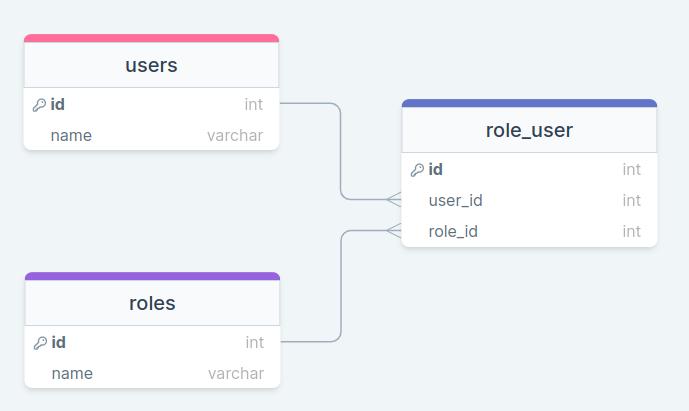 users
id int
name varchar
role_user
id int
user_id int
role_id int
roles
id int
name varchar